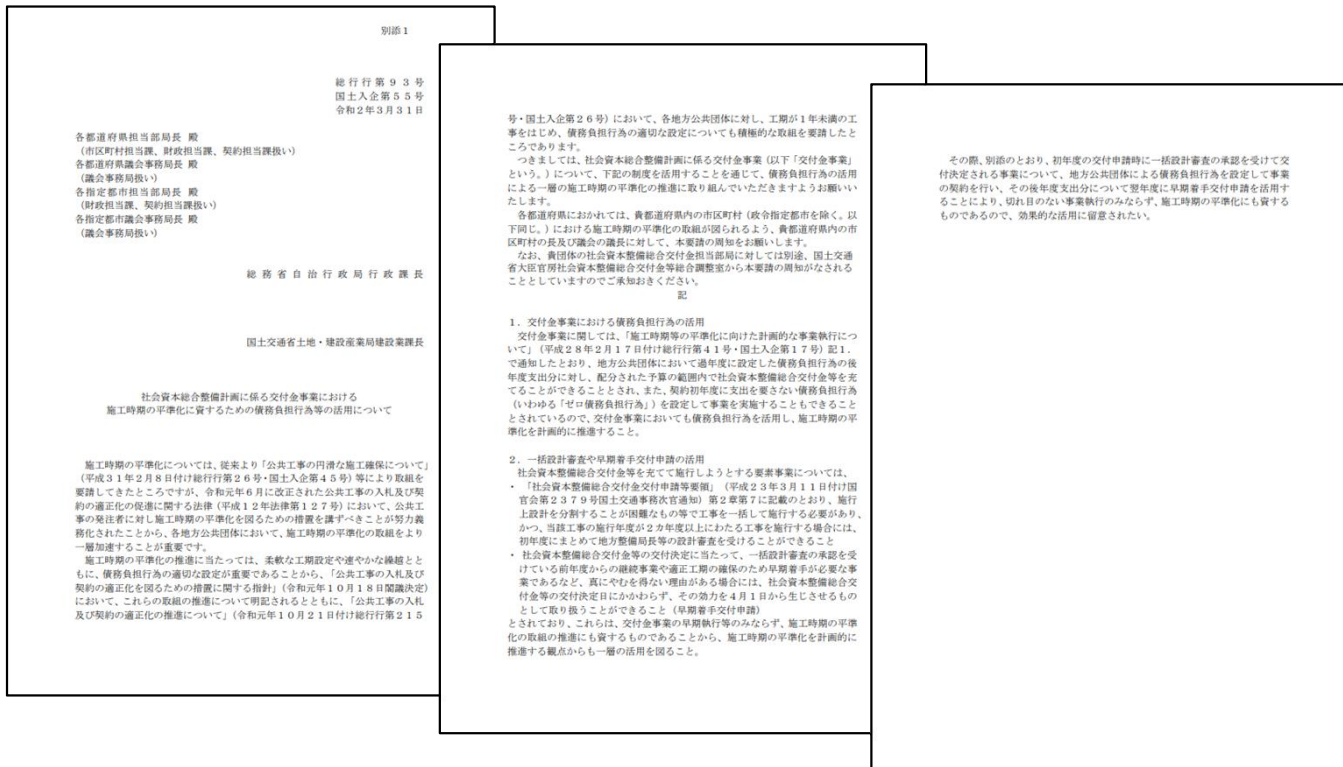 別添1
総行行第93号
国土入企第55号
令和2年3月31日
各都道府県担当部局長 殿
(市区町村担当課、財政担当課、契約担当課扱い)
各都道府県議会事務局長 殿
(議会事務局扱い)
各指定都市担当局長 殿
(財政担当課、契約担当課扱い)
各指定都市議会事務局長 殿
(議会事務局扱い)
総務省自治行政局行政課長
国土交通省土地・建設産業局建設業課長
社会資本総合整備計画に係る交付金事業における
施工時期の平準化に資するための債務負担行為等の活用について
施工時期の平準化については、従来より「公共工事の円滑な施工確保について」
(平成31年2月8日付け総行行第26号・国土入企第45号)等により取組を
要請してきたところですが、令和元年6月に改正された公共工事の入札及び契
約の適正化の促進に関する法律(平成12年法律第127号)において、公共工
事の発注者に対し施工時期の平準化を図るための措置を講ずべきことが努力義
務化されたことから、各地方公共団体において、施工時期の平準化の取組をより
一層加速することが重要です。
施工時期の平準化の推進に当たっては、柔軟な工期設定や速やかな繰越とと
もに、債務負担行為の適切な設定が重要であることから、「公共工事の入札及び
契約の適正化を図るための措置に関する指針」(令和元年10月18日閣議決定)
において、これらの取組の推進について明記されるとともに、「公共工事の入札
及び契約の適正化の推進について」(令和元年10月21日付け総行行第215
号・国土入企第26号)において、各地方公共団体に対し、工期が1年未満の工
事をはじめ、債務負担行為の適切な設定についても積極的な取組を要請したと
ころであります。
つきましては、社会資本総合整備計画に係る交付金事業(以下「交付金事業」
という。)について、下記の制度を活用することを通じて、債務負担行為の活用
による一層の施工時期の平準化の推進に取り組んでいただきますようお願いい
たします。
各都道府県におかれては、貴都道府県内の市区町村(政令指定都市を除く。以
下同じ。)における施工時期の平準化の取組が図られるよう、貴都道府県内の市
区町村の長及び議会の議長に対して、本要請の周知をお願いします。
なお、貴団体の社会資本整備総合交付金担当部局に対しては別途、国土交通
省大臣官房社会資本整備総合交付金等総合調整室から本要請の周知がなされる
こととしていますのでご承知おきください。
記
1.交付金事業における債務負担行為の活用
交付金事業に関しては、「施工時期等の平準化に向けた計画的な事業執行につ
いて」(平成28年2月17日付け総行行第41号・国土入企第17号)記1.
で通知したとおり、地方公共団体において過年度に設定した債務負担行為の後
年度支出分に対し、配分された予算の範囲内で社会資本整備総合交付金等を充
てることができることとされ、また、契約初年度に支出を要さない債務負担行為
(いわゆる「ゼロ債務負担行為」)を設定して事業を実施することもできること
とされているので、交付金事業においても債務負担行為を活用し、施工時期の平
準化を計画的に推進すること。
2.一括設計審査や早期着手交付申請の活用
社会資本整備総合交付金等を充てて施行しようとする要素事業については、
・「社会資本整備総合交付金交付申請等要領」(平成23年3月11日付け国
官会第2379号国土交通事務次官通知)第2章第7に記載のとおり、施行
上設計を分割することが困難なもの等で工事を一括して施行する必要があり、
かつ、当該工事の施行年度が2カ年度以上にわたる工事を施行する場合には、
初年度にまとめて地方整備局長等の設計審査を受けることができること
・社会資本整備総合交付金等の交付決定に当たって、一括設計審査の承認を受
けている前年度からの継続事業や適正工期の確保のため早期着手が必要な事
業であるなど、真にやむを得ない理由がある場合には、社会資本整備総合交
付金等の交付決定日にかかわらず、その効力を4月1日から生じさせるもの
として取り扱うことができること(早期着手交付申請)
とされており、これらは、交付金事業の早期執行等のみならず、施工時期の平準
化の取組の推進にも資するものであることから、施工時期の平準化を計画的に
推進する観点からも一層の活用を図ること。
その際、別添のとおり、初年度の交付申請時に一括設計審査の承認を受けて交
付決定される事業について、地方公共団体による債務負担行為を設定して事業
の契約を行い、その後年度支出分について翌年度に早期着手交付申請を活用す
ることにより、切れ目のない事業執行のみならず、施工時期の平準化にも資する
ものであるので、効果的な活用に留意されたい。